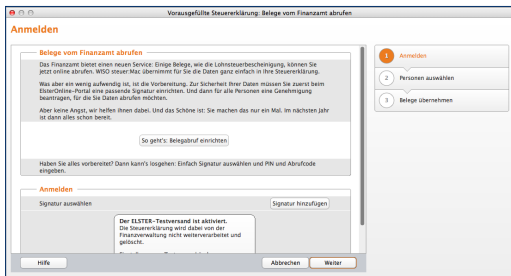 Vorausgefüllte Steuererklärung: Belege vom Finanzamt abrufen
Anmelden
Belege vom Finanzamt abrufen
Das Finanzamt bietet einen neuen Service: Einige Belege, wie die Lohnsteuerbescheinigung, können Sie
jetzt online abrufen. WISO steuer:Mac übernimmt für Sie die Daten ganz einfach in Ihre Steuererklärung.
Was aber ein wenig aufwendig ist, ist die Vorbereitung. Zur Sicherheit Ihrer Daten müssen Sie zuerst beim
ElsterOnline-Portal eine passende Signatur einrichten. Und dann für alle Personen eine Genehmigung
beantragen, für die Sie Daten abrufen möchten.
Aber keine Angst, wir helfen Ihnen dabei. Und das Schöne ist: Sie machen das nur ein Mal. Im nächsten Jahr
ist dann alles schon bereit.
So geht's: Belegabruf einrichten
Haben Sie alles vorbereitet? Dann kann's losgehen: Einfach Signatur auswählen und PIN und Abrufcode
eingeben.
Anmelden
Signatur auswählen
Signatur hinzufügen
Der ELSTER-Testversand ist aktiviert.
Die Steuererklärung wird dabei von der
Finanzverwaltung nicht weiterverarbeitet und
gelöscht.
Hilfe
Abbrechen
Weiter
1 Anmelden
2 Personen auswählen
3 Belege übernehmen